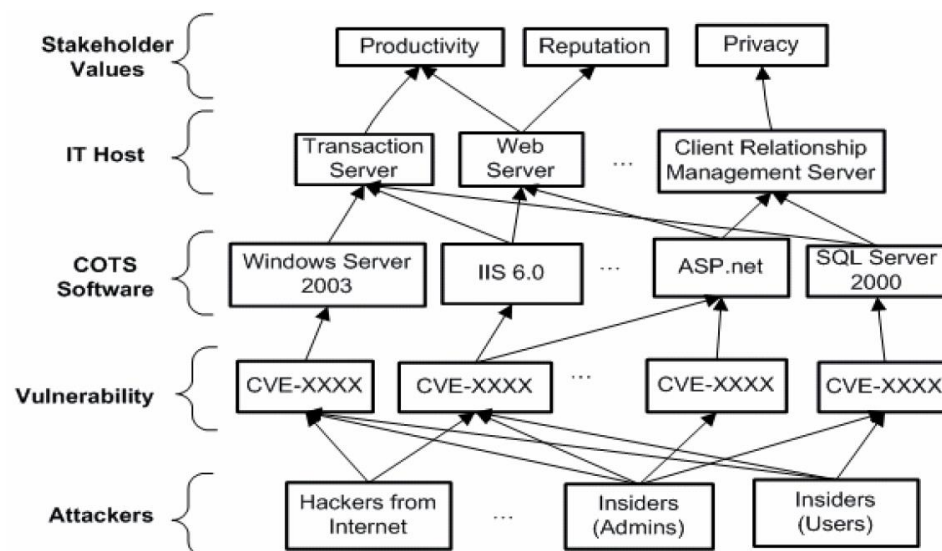 Stakeholder
Values
Productivity
Reputation
Privacy
IT Host
Transaction
Server
Web
Server
...
Client Relationship
Management Server
COTS
Software
Windows Server
2003
IIS 6.0
...
ASP.net
SQL Server
2000
Vulnerability
CVE-XXXX
CVE-XXXX
...
CVE-XXXX
CVE-XXXX
Attackers
Hackers from
Internet
...
Insiders
(Admins)
Insiders
(Users)